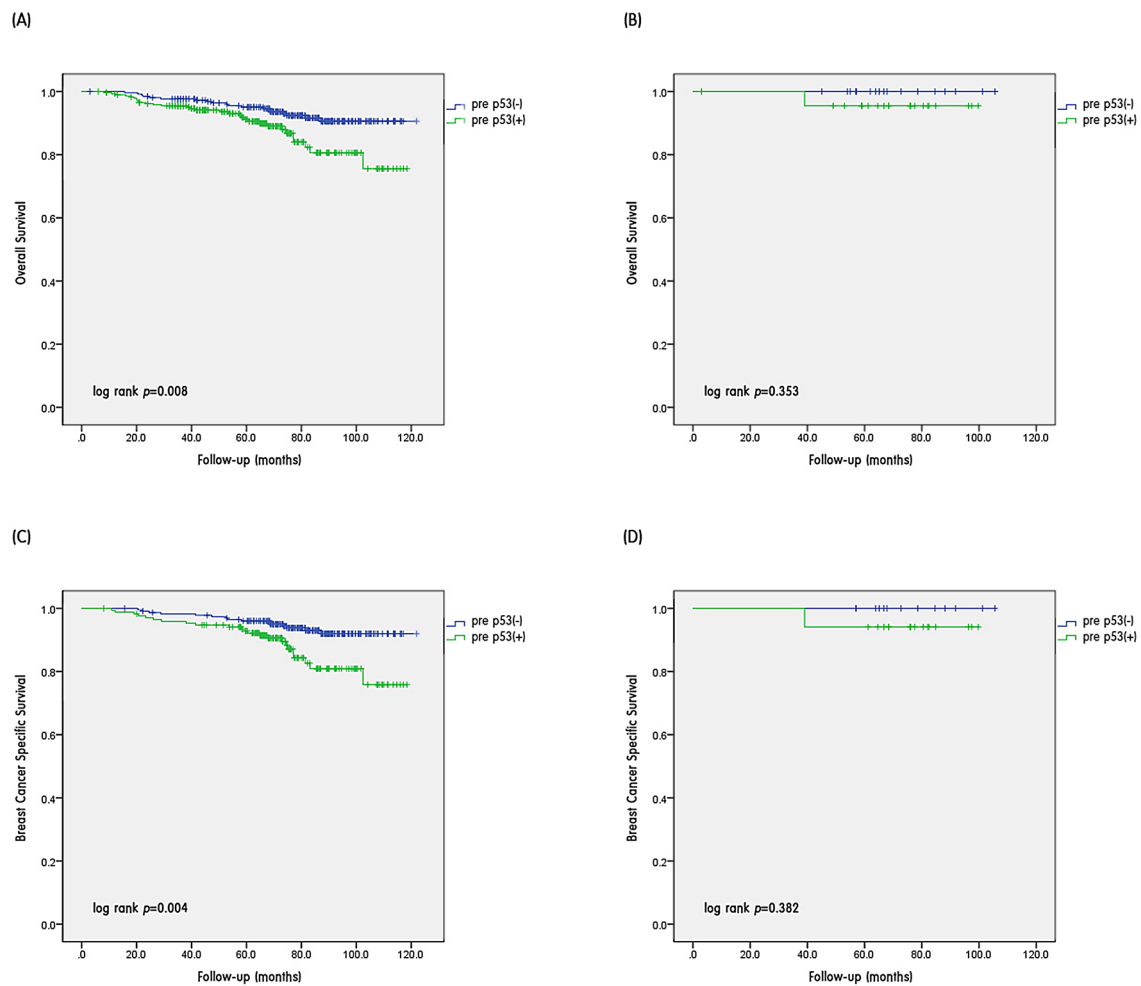 (A)
(B)
pre p53(-)
pre p53(+)
pre p53(-)
pre p53(+)
1.0
0.8
0.6
0.4
0.2
0.0
Overall Survival
log rank p=0.008
.0 20.0 40.0 60.0 80.0 100.0 120.0
Follow-up (months)
1.0
0.8
0.6
0.4
0.2
0.0
Overall Survival
log rank p=0.353
.0 20.0 40.0 60.0 80.0 100.0 120.0
Follow-up (months)
(C)
(D)
pre p53(-)
pre p53(+)
pre p53(-)
pre p53(+)
1.0
0.8
0.6
0.4
0.2
0.0
Breast Cancer Specific Survival
log rank p=0.004
.0 20.0 40.0 60.0 80.0 100.0 120.0
Follow-up (months)
1.0
0.8
0.6
0.4
0.2
0.0
Breast Cancer Specific Survival
log rank p=0.382
.0 20.0 40.0 60.0 80.0 100.0 120.0
Follow-up (months)